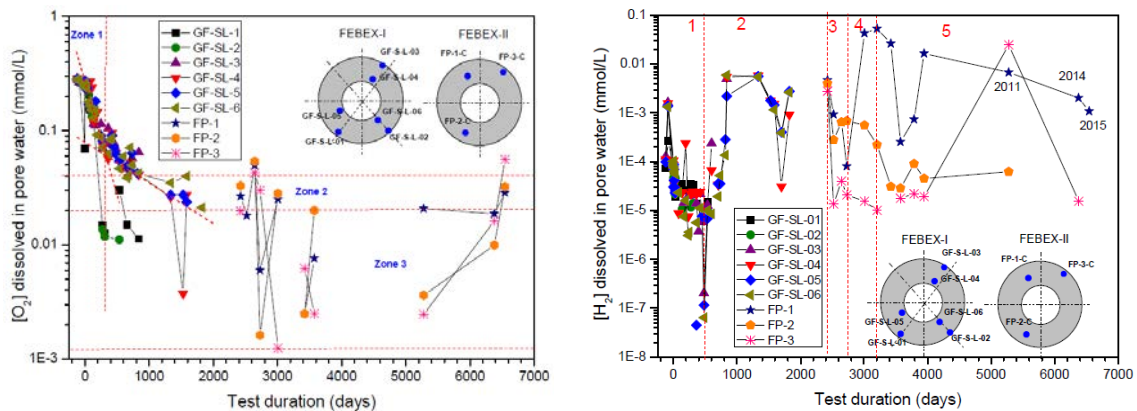 [O2] dissolved in pore water (mmol/L)
1
0.1
0.01
1E-3
Zone 1
Zone 2
Zone 3
GF-SL-1
GF-SL-2
GF-SL-3
GF-SL-4
GF-SL-5
GF-SL-6
FP-1
FP-2
FP-3
FEBEX-I
FEBEX-II
GF-S-L-03
GF-S-L-04
GF-S-L-06
GF-S-L-05
GF-S-L-01
GF-S-L-02
FP-1-C
FP-3-C
FP-2-C
0 1000 2000 3000 4000 5000 6000 7000
Test duration (days)
[H2] dissolved in pore water (mmol/L)
0.1
0.01
1E-3
1E-4
1E-5
1E-6
1E-7
1E-8
1 2 3 4 5
2011
2014
2015
GF-SL-01
GF-SL-02
GF-SL-03
GF-SL-04
GF-SL-05
GF-SL-06
FP-1
FP-2
FP-3
FEBEX-I
FEBEX-II
GF-S-L-03
GF-S-L-04
GF-S-L-06
GF-S-L-05
GF-S-L-01
GF-S-L-02
FP-1-C
FP-3-C
FP-2-C
0 1000 2000 3000 4000 5000 6000 7000
Test duration (days)